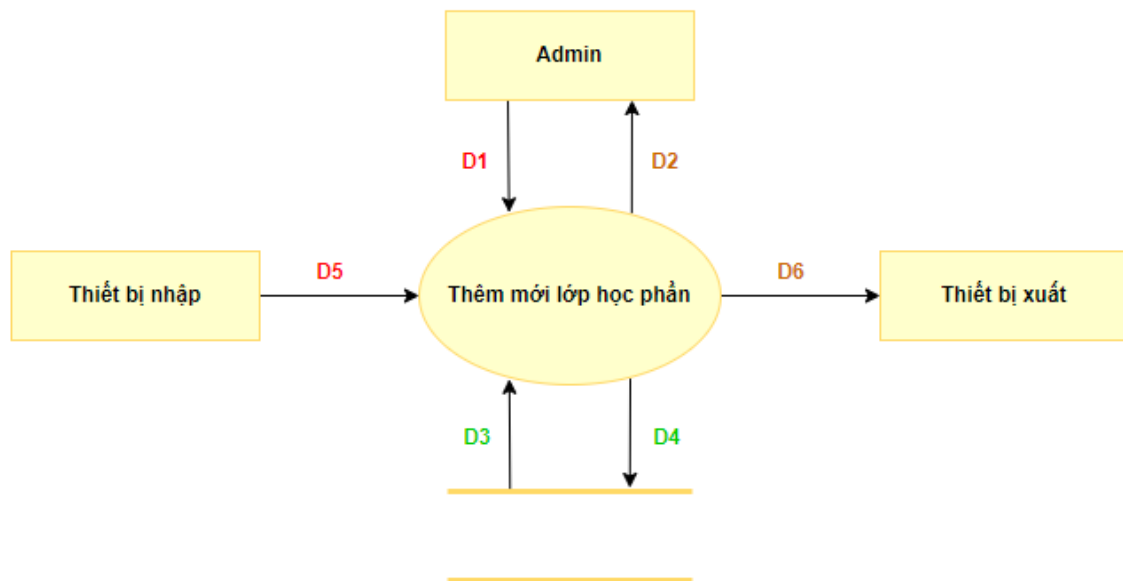 Admin
D1
D2
D5
D6
Thiết bị nhập
Thêm mới lớp học phần
Thiết bị xuất
D3
D4